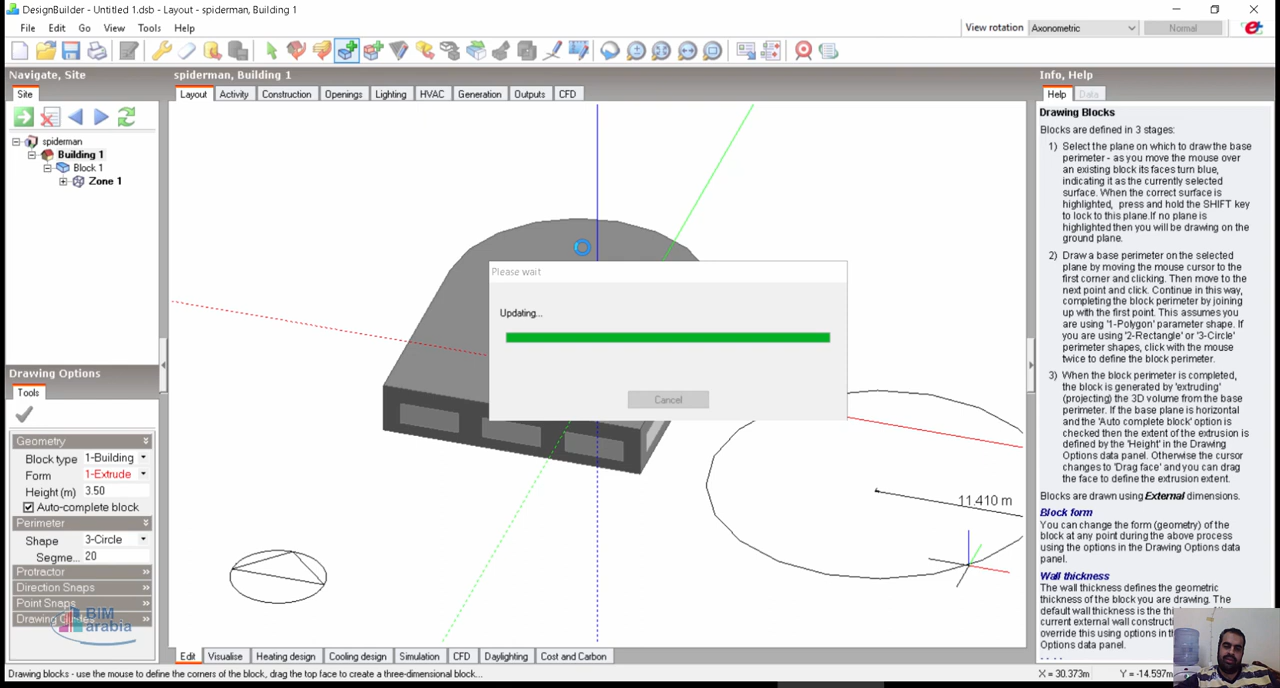 DesignBuilder - Untitled 1.dsb - Layout - spiderman, Building 1
File Edit Go View Tools Help
View rotation Axonometric Normal
Navigate, Site
Site
spiderman
Building 1
Block 1
Zone 1
spiderman, Building 1
Layout Activity Construction Openings Lighting HVAC Generation Outputs CFD
Please wait
Updating...
Cancel
11.410 m
Drawing Options
Tools
Geometry
Block type 1-Building
Form 1-Extrude
Height (m) 3.50
Auto-complete block
Perimeter
Shape 3-Circle
Segme... 20
Protractor
Direction Snaps
Point Snaps
BIM
arabia
Info, Help
Help Data
Drawing Blocks
Blocks are defined in 3 stages:
1) Select the plane on which to draw the base
perimeter - as you move the mouse over
an existing block its faces turn blue,
indicating it as the currently selected
surface. When the correct surface is
highlighted, press and hold the SHIFT key
to lock to this plane.If no plane is
highlighted then you will be drawing on the
ground plane.
2) Draw a base perimeter on the selected
plane by moving the mouse cursor to the
first corner and clicking. Then move to the
next point and click. Continue in this way,
completing the block perimeter by joining
up with the first point. This assumes you
are using '1-Polygon' parameter shape. If
you are using '2-Rectangle' or '3-Circle'
perimeter shapes, click with the mouse
twice to define the block perimeter.
3) When the block perimeter is completed,
the block is generated by 'extruding'
(projecting) the 3D volume from the base
perimeter. If the base plane is horizontal
and the 'Auto complete block' option is
checked then the extent of the extrusion is
defined by the 'Height' in the Drawing
Options data panel. Otherwise the cursor
changes to 'Drag face' and you can drag
the face to define the extrusion extent.
Blocks are drawn using External dimensions.
Block form
You can change the form (geometry) of the
block at any point during the above process
using the options in the Drawing Options data
panel.
Wall thickness
The wall thickness defines the geometric
thickness of the block you are drawing. The
default wall thickness is the
current external wall
override this using options in
Options data panel.
Edit Visualise Heating design Cooling design Simulation CFD Daylighting Cost and Carbon
Drawing blocks - use the mouse to define the corners of the block, drag the top face to create a three-dimensional block...
X = 30.373m Y = -14.597m